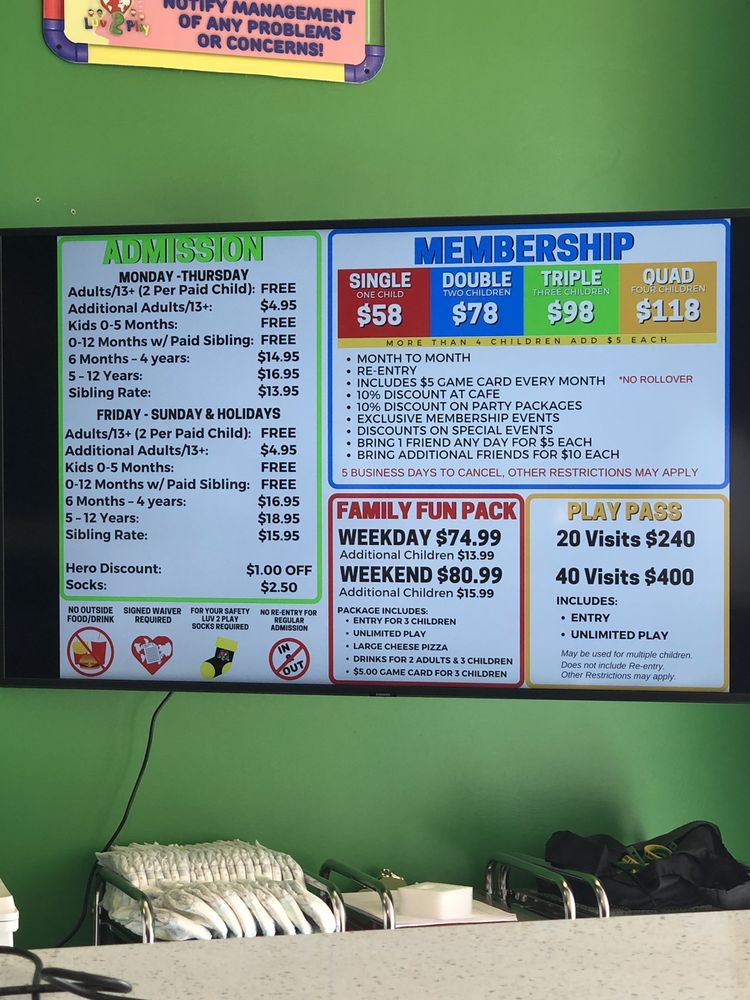 Luv 2 Play
NOTIFY MANAGEMENT
OF ANY PROBLEMS
OR CONCERNS!
ADMISSION
MONDAY -THURSDAY
Adults/13+ (2 Per Paid Child): FREE
Additional Adults/13+: $4.95
Kids 0-5 Months: FREE
0-12 Months w/ Paid Sibling: FREE
6 Months - 4 years: $14.95
5 - 12 Years: $16.95
Sibling Rate: $13.95
FRIDAY - SUNDAY & HOLIDAYS
Adults/13+ (2 Per Paid Child): FREE
Additional Adults/13+: $4.95
Kids 0-5 Months: FREE
0-12 Months w/ Paid Sibling: FREE
6 Months - 4 years: $16.95
5 - 12 Years: $18.95
Sibling Rate: $15.95
Hero Discount: $1.00 OFF
Socks: $2.50
NO OUTSIDE
FOOD/DRINK
SIGNED WAIVER
REQUIRED
FOR YOUR SAFETY
LUV 2 PLAY
SOCKS REQUIRED
NO RE-ENTRY FOR
REGULAR
ADMISSION
IN
&
OUT
MEMBERSHIP
SINGLE
ONE CHILD
$58
DOUBLE
TWO CHILDREN
$78
TRIPLE
THREE CHILDREN
$98
QUAD
FOUR CHILDREN
$118
MORE THAN 4 CHILDREN ADD $5 EACH
• MONTH TO MONTH
• RE-ENTRY
• INCLUDES $5 GAME CARD EVERY MONTH *NO ROLLOVER
• 10% DISCOUNT AT CAFE
• 10% DISCOUNT ON PARTY PACKAGES
• EXCLUSIVE MEMBERSHIP EVENTS
• DISCOUNTS ON SPECIAL EVENTS
• BRING 1 FRIEND ANY DAY FOR $5 EACH
• BRING ADDITIONAL FRIENDS FOR $10 EACH
5 BUSINESS DAYS TO CANCEL, OTHER RESTRICTIONS MAY APPLY
FAMILY FUN PACK
WEEKDAY $74.99
Additional Children $13.99
WEEKEND $80.99
Additional Children $15.99
PACKAGE INCLUDES:
• ENTRY FOR 3 CHILDREN
• UNLIMITED PLAY
• LARGE CHEESE PIZZA
• DRINKS FOR 2 ADULTS & 3 CHILDREN
• $5.00 GAME CARD FOR 3 CHILDREN
PLAY PASS
20 Visits $240
40 Visits $400
INCLUDES:
• ENTRY
• UNLIMITED PLAY
May be used for multiple children.
Does not include Re-entry.
Other Restrictions may apply.